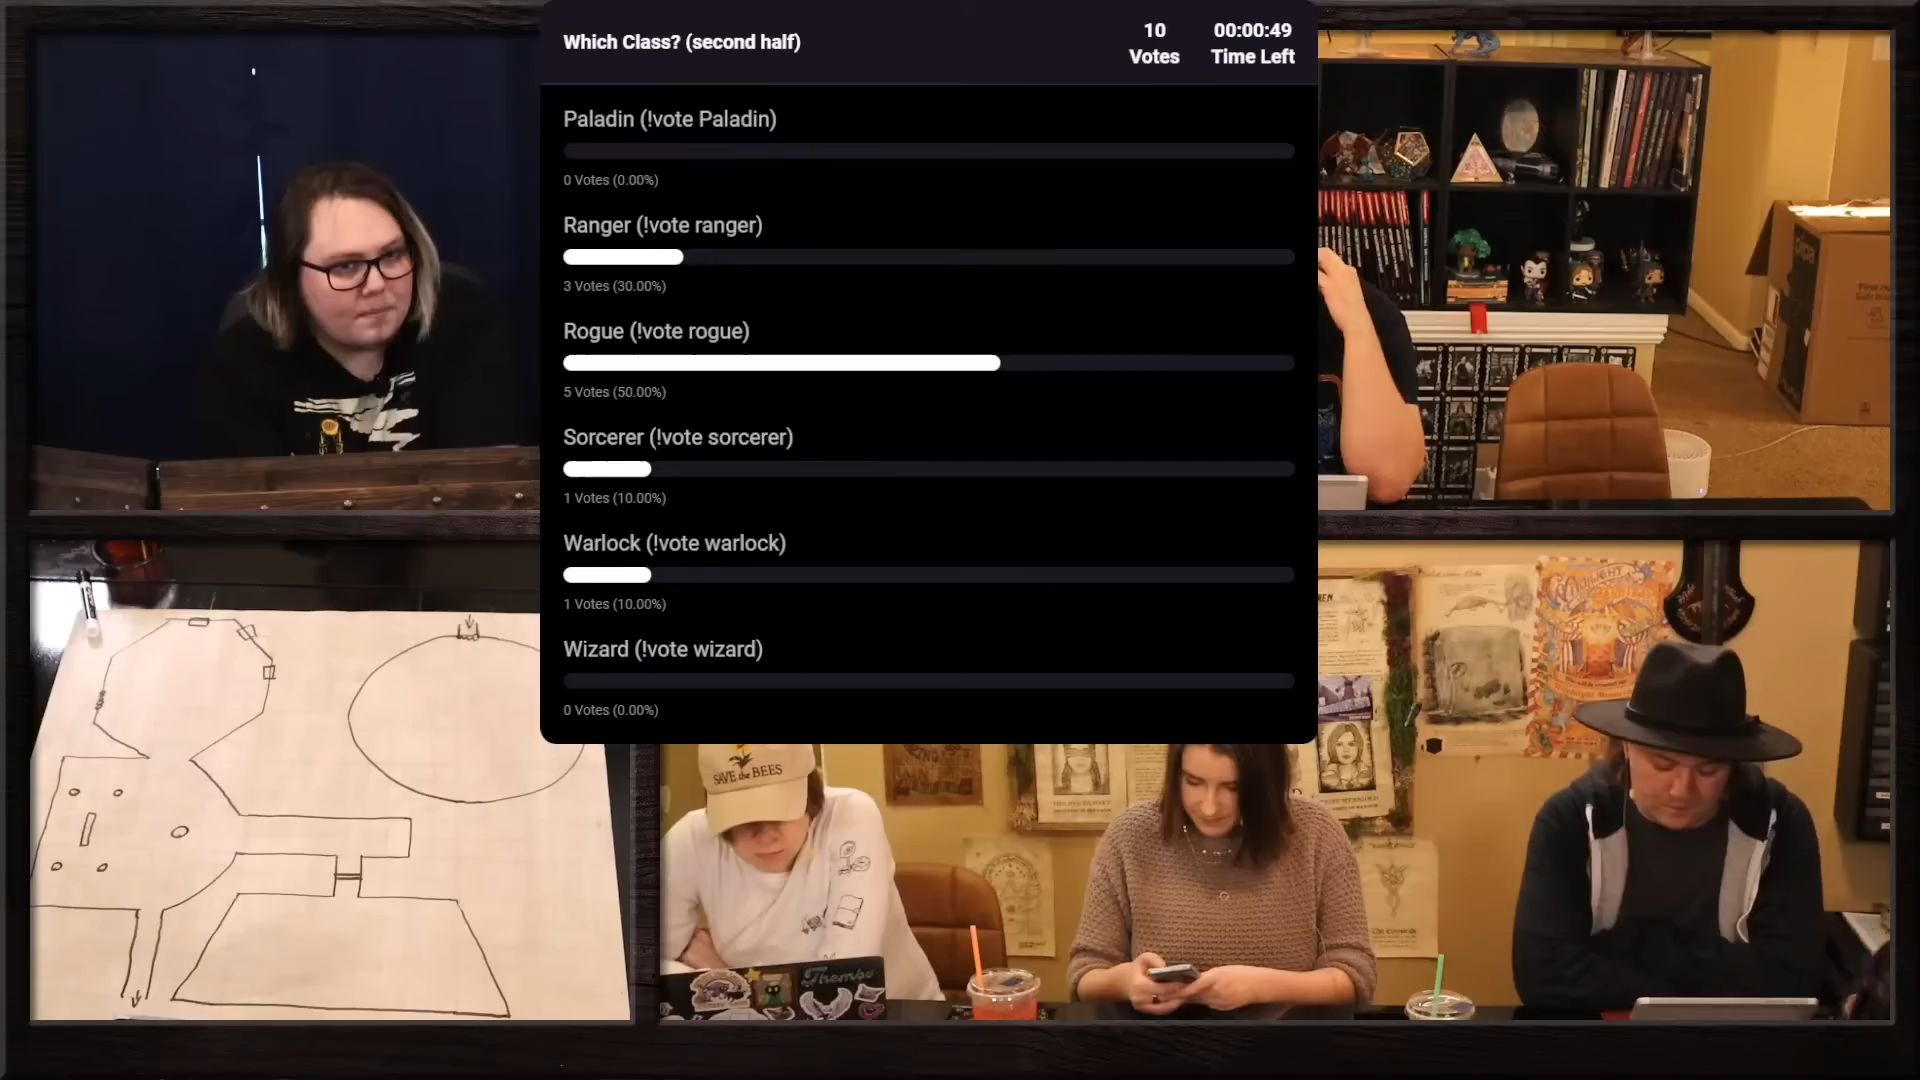 Which Class? (second half)
10
Votes
00:00:49
Time Left
Paladin (!vote Paladin)
0 Votes (0.00%)
Ranger (!vote ranger)
3 Votes (30.00%)
Rogue (!vote rogue)
5 Votes (50.00%)
Sorcerer (!vote sorcerer)
1 Votes (10.00%)
Warlock (!vote warlock)
1 Votes (10.00%)
Wizard (!vote wizard)
0 Votes (0.00%)
SAVE the BEES